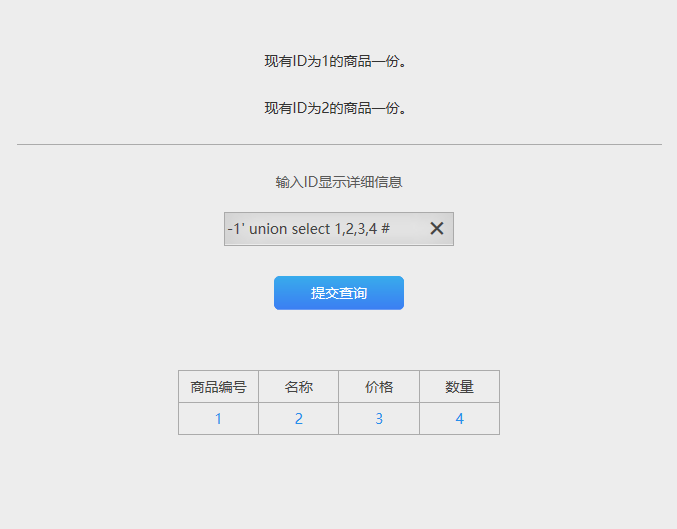 现有ID为1的商品一份。
现有ID为2的商品一份。
输入ID显示详细信息
-1' union select 1,2,3,4 #
提交查询
商品编号 名称 价格 数量
1 2 3 4